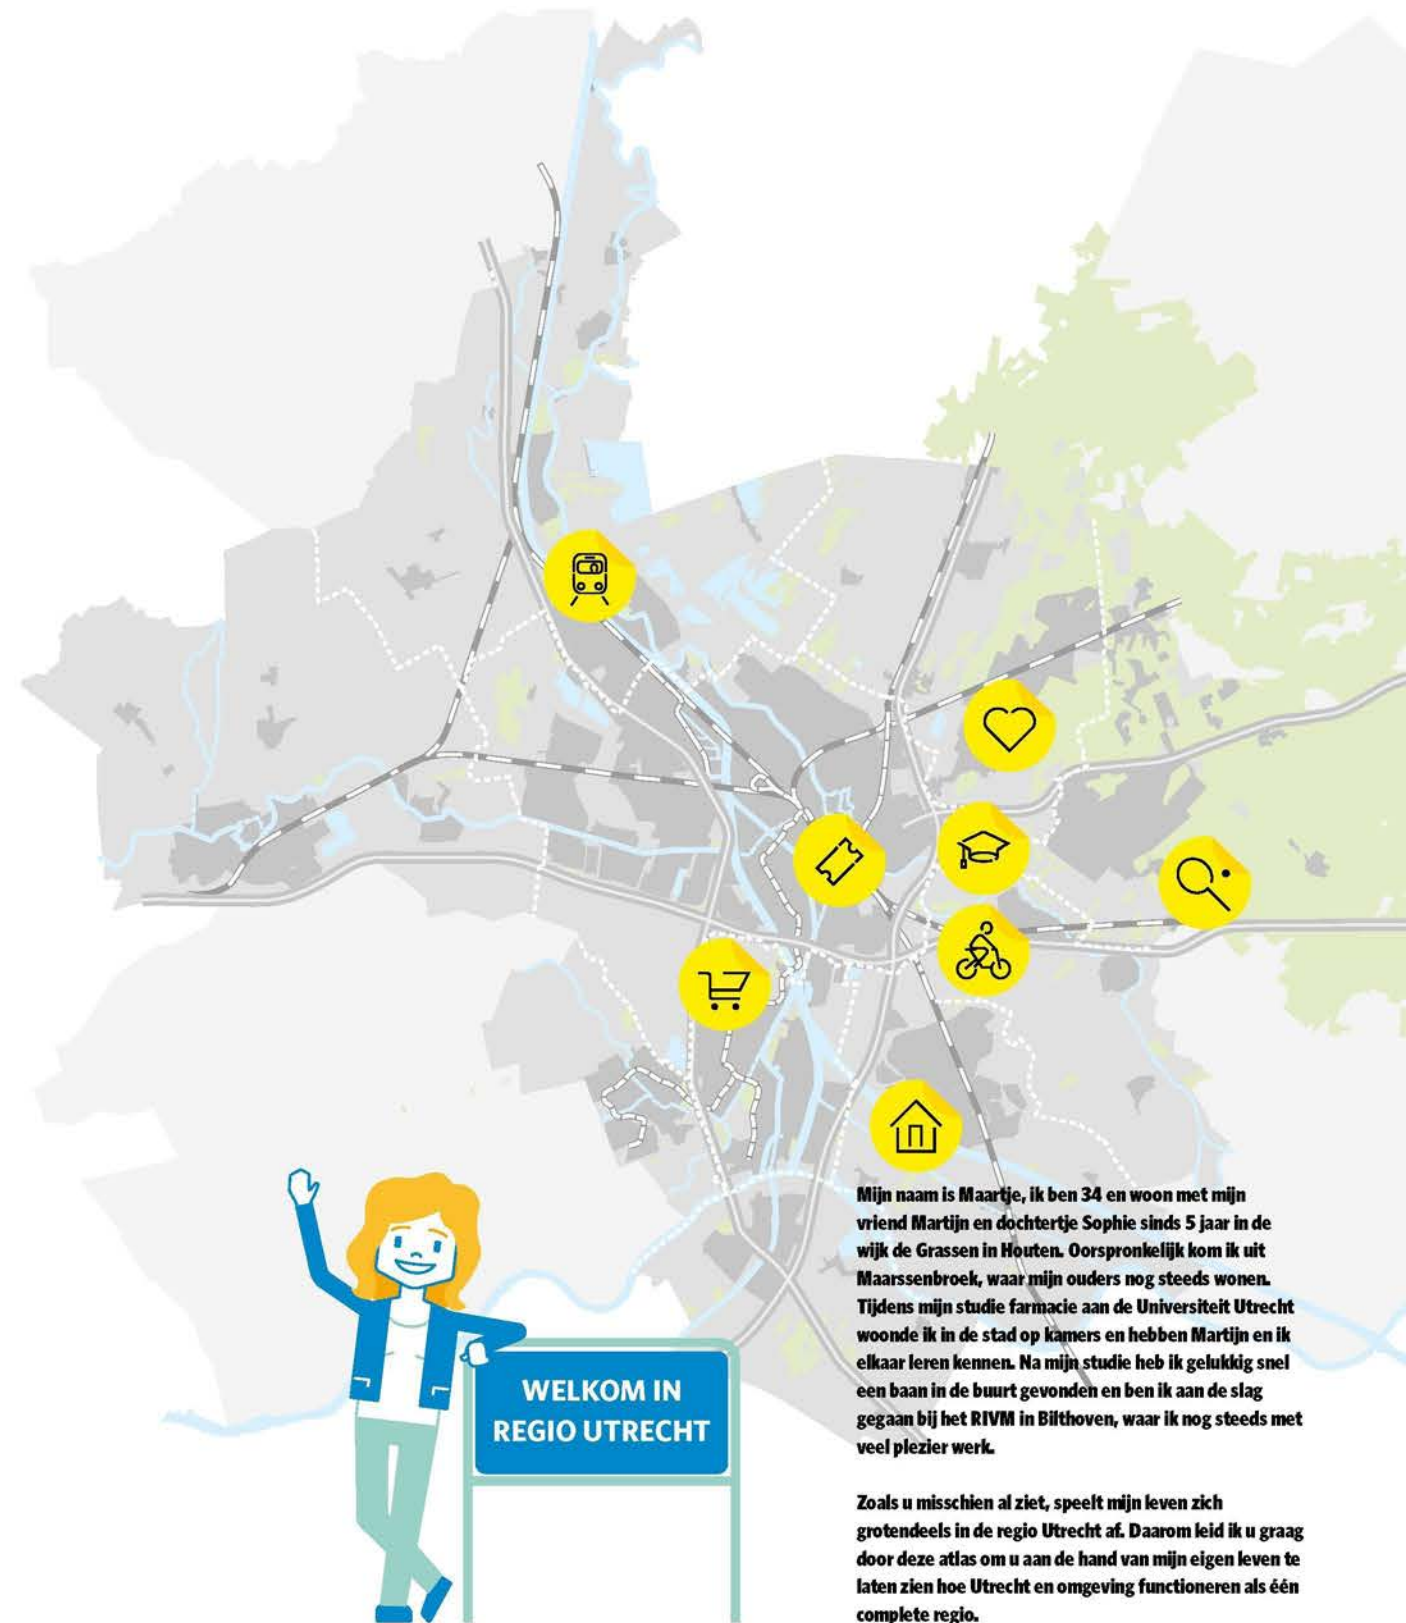 WELKOM IN
REGIO UTRECHT
Mijn naam is Maartje, ik ben 34 en woon met mijn
vriend Martijn en dochtertje Sophie sinds 5 jaar in de
wijk de Grassen in Houten. Oorspronkelijk kom ik uit
Maarssenbroek, waar mijn ouders nog steeds wonen.
Tijdens mijn studie farmacie aan de Universiteit Utrecht
woonde ik in de stad op kamers en hebben Martijn en ik
elkaar leren kennen. Na mijn studie heb ik gelukkig snel
een baan in de buurt gevonden en ben ik aan de slag
gegaan bij het RIVM in Bilthoven, waar ik nog steeds met
veel plezier werk.
Zoals u misschien al ziet, speelt mijn leven zich
grotendeels in de regio Utrecht af. Daarom leid ik u graag
door deze atlas om u aan de hand van mijn eigen leven te
laten zien hoe Utrecht en omgeving functioneren als één
complete regio.